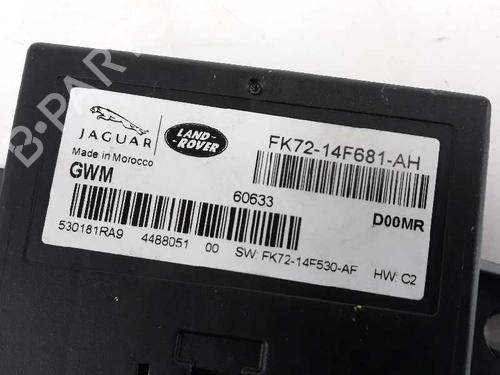 B-PARTS
JAGUAR
LAND-
ROVER
FK72-14F681-AH
Made in Morocco
GWM
60633
D00MR
530181RA9 4488051 00 SW: FK72-14F530-AF HW: C2